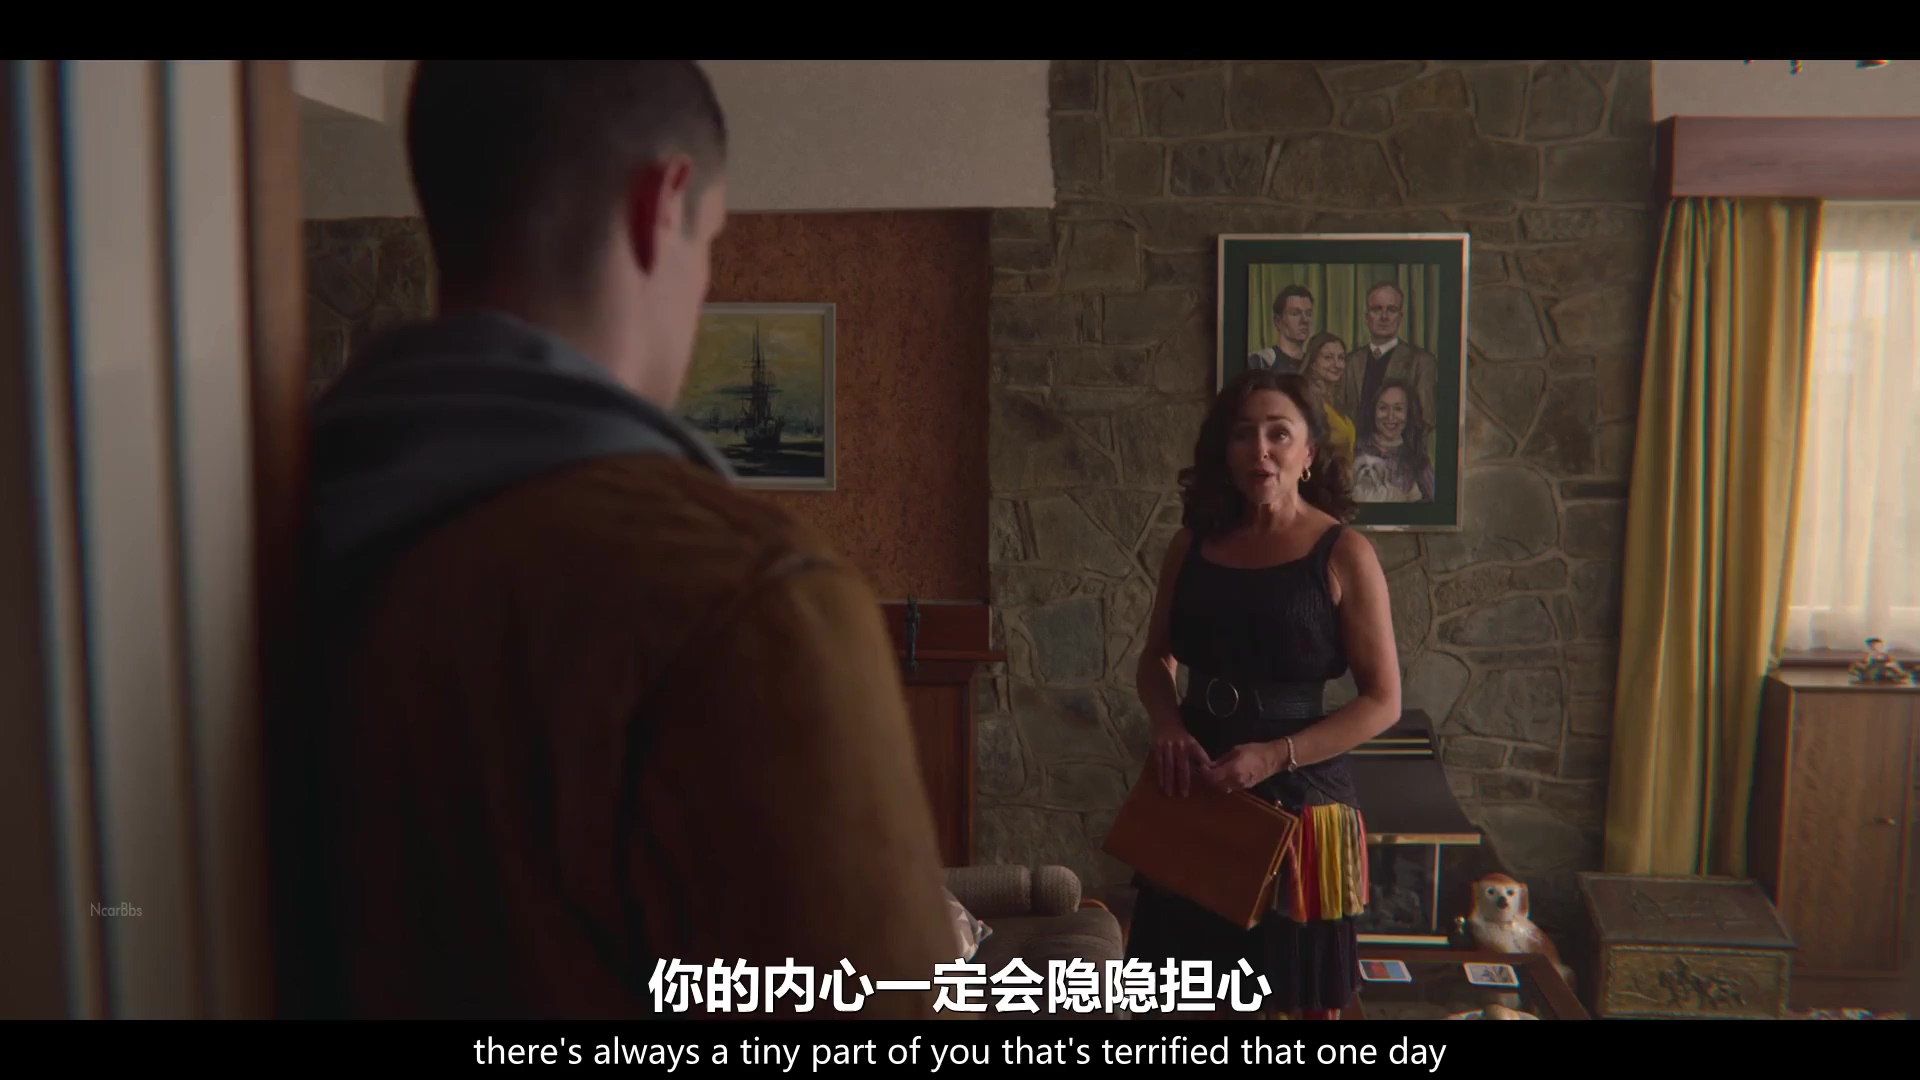 NcarBbs
你的内心一定会隐隐担心
there's always a tiny part of you that's terrified that one day